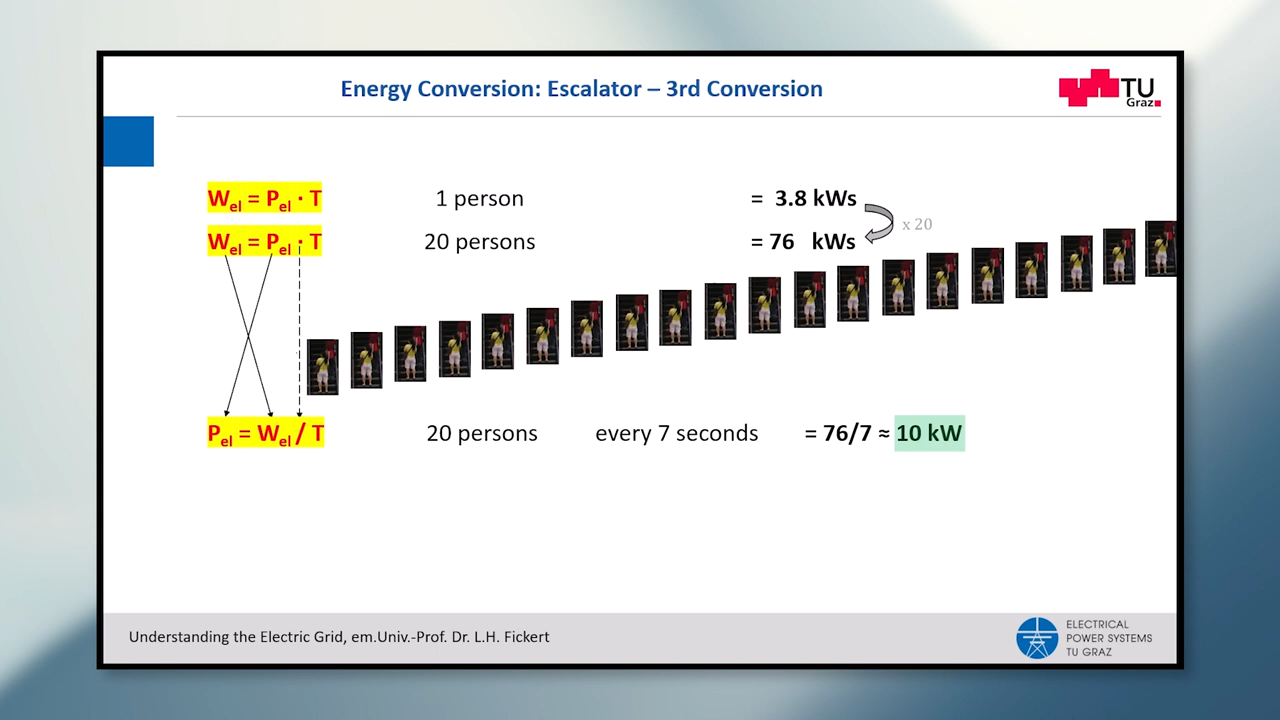 Energy Conversion: Escalator – 3rd Conversion
TU
Graz
Wel = Pel · T 1 person = 3.8 kWs
x 20
Wel = Pel · T 20 persons = 76 kWs
Pel = Wel / T 20 persons every 7 seconds = 76/7 ≈ 10 kW
Understanding the Electric Grid, em.Univ.-Prof. Dr. L.H. Fickert
ELECTRICAL
POWER SYSTEMS
TU GRAZ